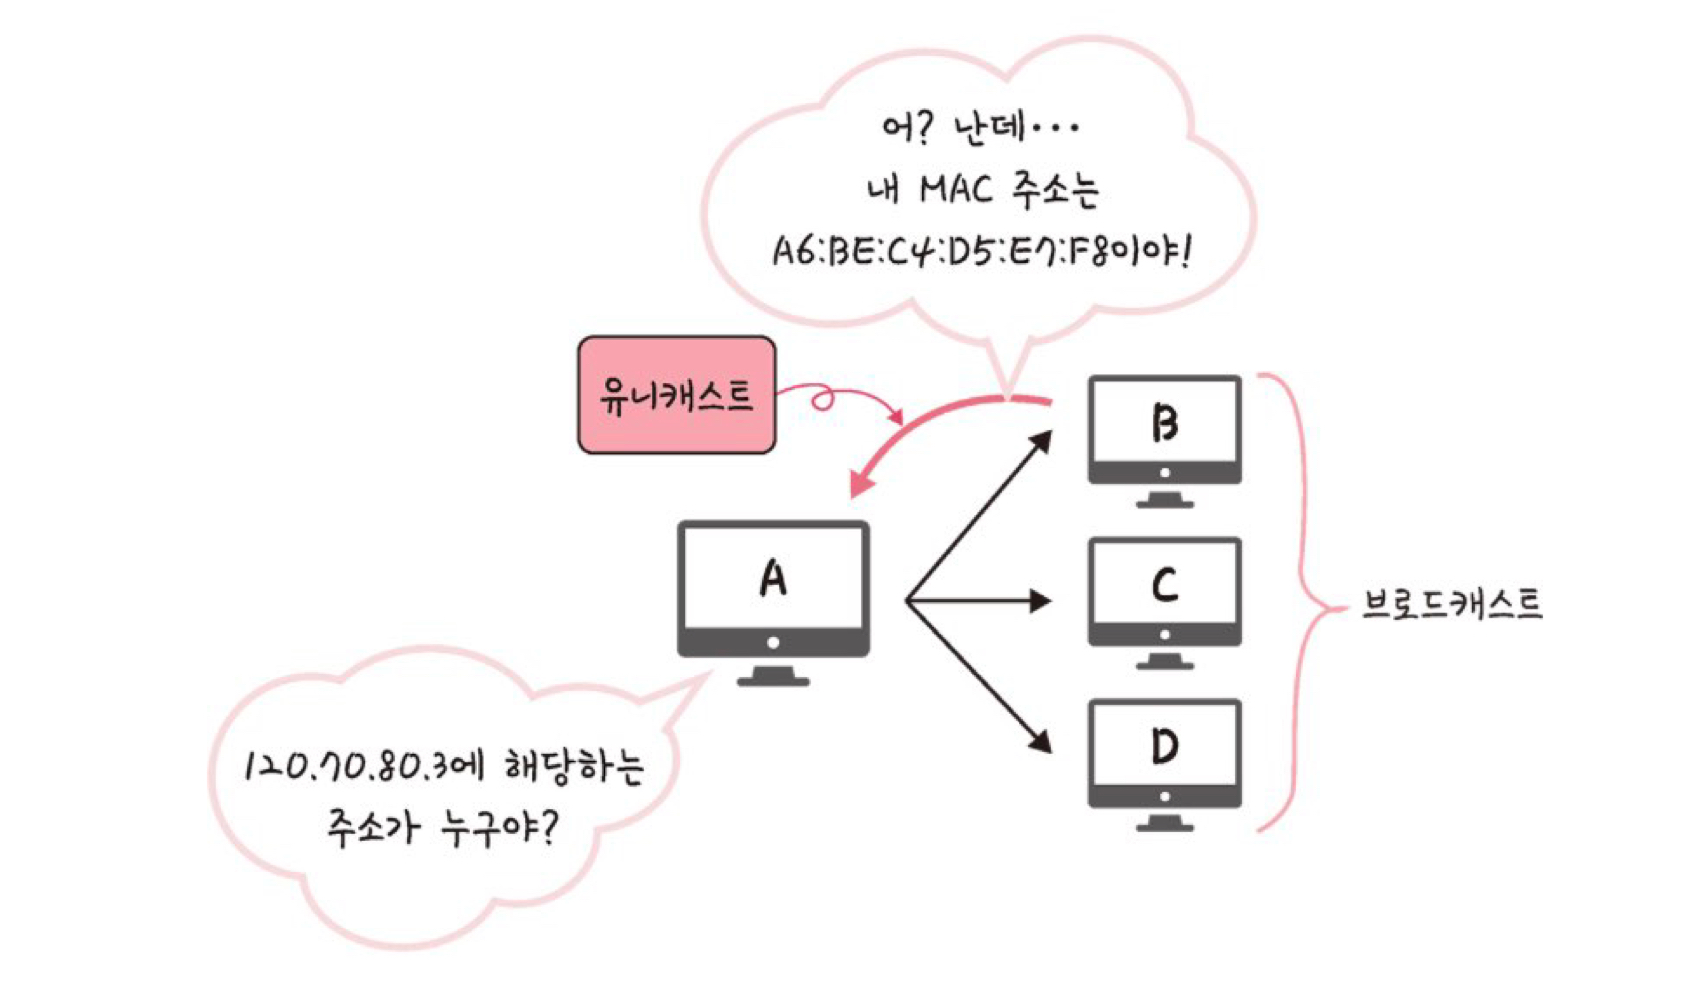 어? 난데···
내 MAC 주소는
A6:BE:C4:D5:E7:F8이야!
유니캐스트
B
A
C
브로드캐스트
D
120.70.80.3에 해당하는
주소가 누구야?